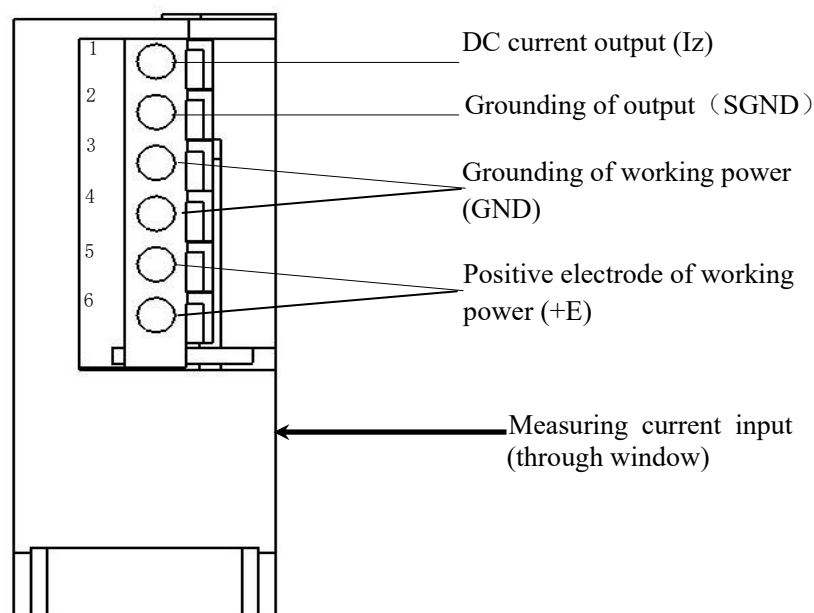 1
DC current output (Iz)
2
Grounding of output（SGND）
3
Grounding of working power
(GND)
4
5
Positive electrode of working
power (+E)
6
Measuring current input
(through window)